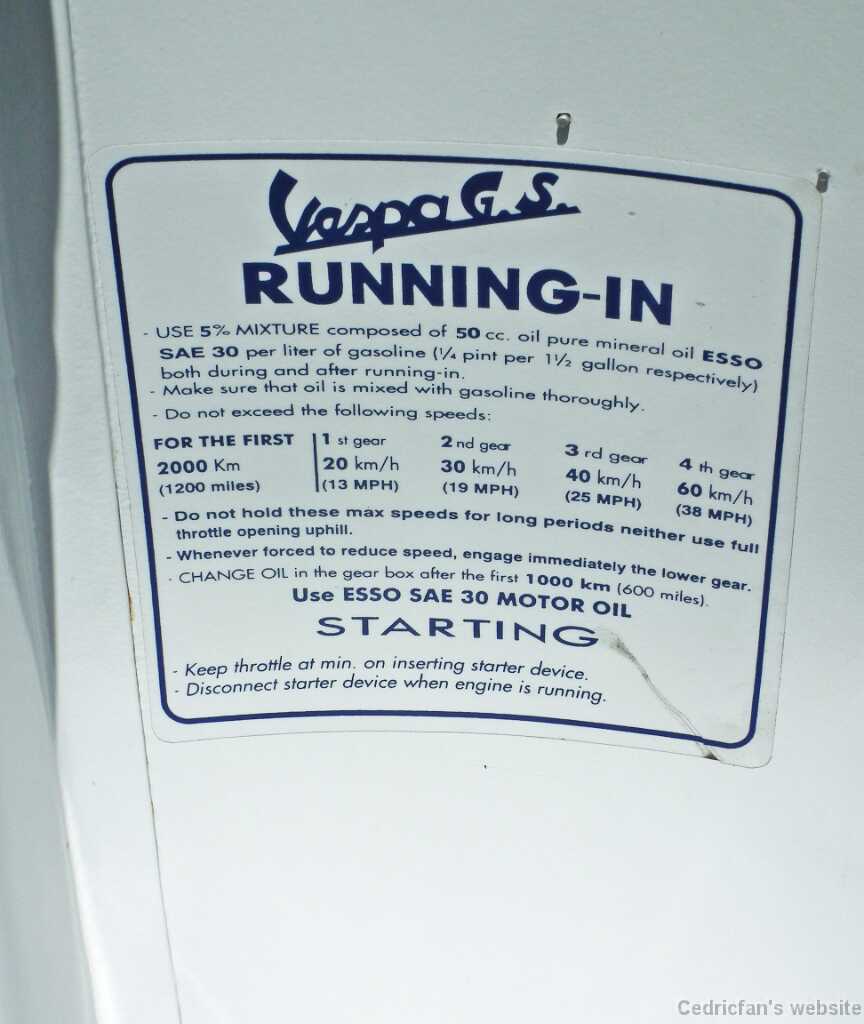 Vespa G.S.
RUNNING-IN
- USE 5% MIXTURE composed of 50 cc. oil pure mineral oil ESSO
SAE 30 per liter of gasoline (1/4 pint per 1 1/2 gallon respectively)
both during and after running-in.
- Make sure that oil is mixed with gasoline thoroughly.
- Do not exceed the following speeds:
FOR THE FIRST 1 st gear 2 nd gear 3 rd gear 4 th gear
2000 Km 20 km/h 30 km/h 40 km/h 60 km/h
(1200 miles) (13 MPH) (19 MPH) (25 MPH) (38 MPH)
- Do not hold these max speeds for long periods neither use full
throttle opening uphill.
- Whenever forced to reduce speed, engage immediately the lower gear.
- CHANGE OIL in the gear box after the first 1000 km (600 miles).
Use ESSO SAE 30 MOTOR OIL
STARTING
- Keep throttle at min. on inserting starter device.
- Disconnect starter device when engine is running.
Cedricfan's website